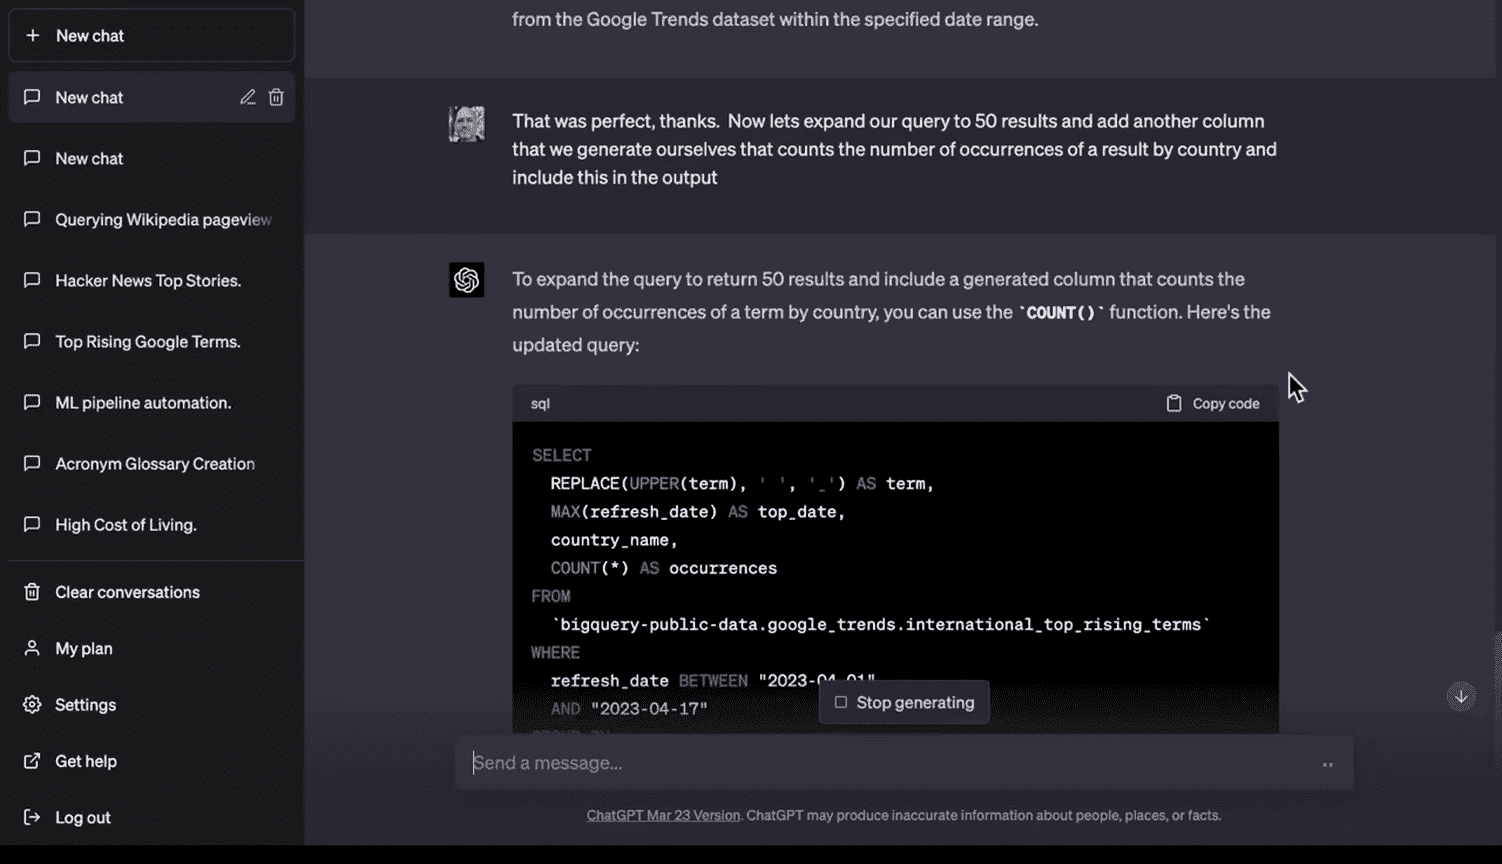 New chat
New chat
New chat
Querying Wikipedia pageview
Hacker News Top Stories.
Top Rising Google Terms.
ML pipeline automation.
Acronym Glossary Creation
High Cost of Living.
Clear conversations
My plan
Settings
Get help
Log out
from the Google Trends dataset within the specified date range.
That was perfect, thanks. Now lets expand our query to 50 results and add another column
that we generate ourselves that counts the number of occurrences of a result by country and
include this in the output
To expand the query to return 50 results and include a generated column that counts the
number of occurrences of a term by country, you can use the `COUNT()` function. Here's the
updated query:
sql Copy code
SELECT
REPLACE(UPPER(term), ' ', '_') AS term,
MAX(refresh_date) AS top_date,
country_name,
COUNT(*) AS occurrences
FROM
`bigquery-public-data.google_trends.international_top_rising_terms`
WHERE
refresh_date BETWEEN "2023-04-01"
AND "2023-04-17"
GROUP BY
Stop generating
Send a message...
ChatGPT Mar 23 Version. ChatGPT may produce inaccurate information about people, places, or facts.